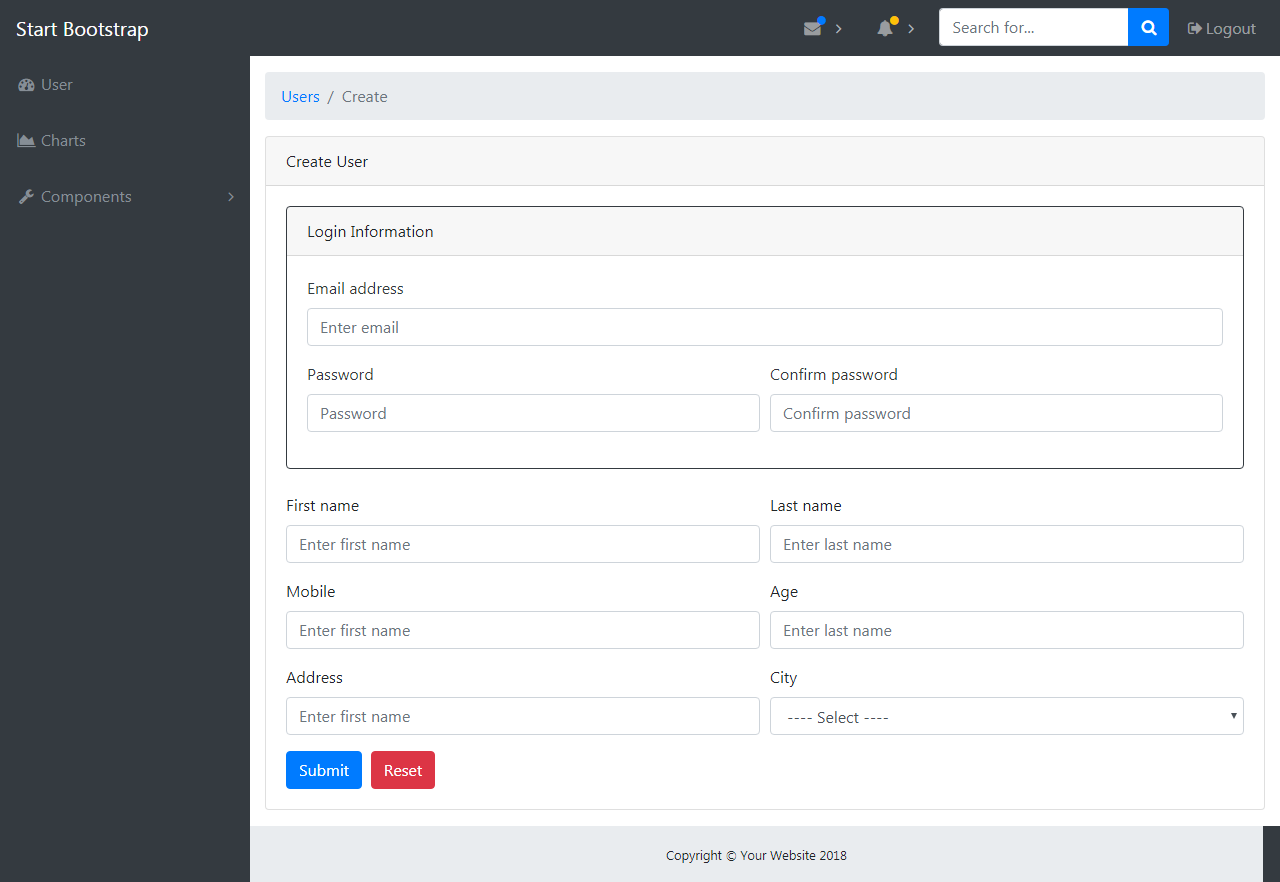 Start Bootstrap
Search for...
Logout
User
Charts
Components
Users / Create
Create User
Login Information
Email address
Enter email
Password Confirm password
Password Confirm password
First name Last name
Enter first name Enter last name
Mobile Age
Enter first name Enter last name
Address City
Enter first name ---- Select ----
Submit Reset
Copyright © Your Website 2018